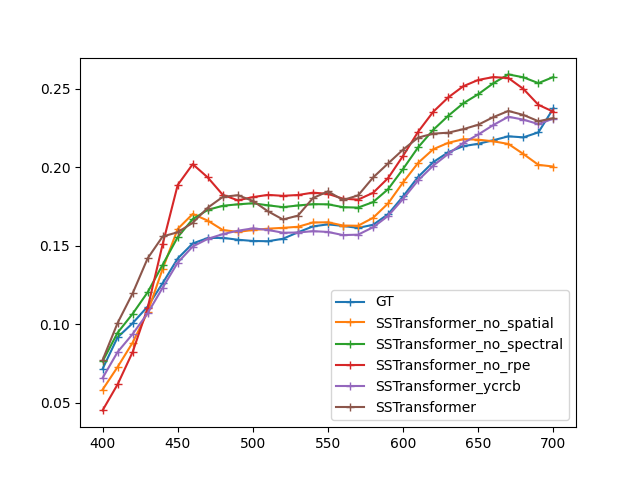 0.25
0.20
0.15
0.10
0.05
400 450 500 550 600 650 700
GT
SSTransformer_no_spatial
SSTransformer_no_spectral
SSTransformer_no_rpe
SSTransformer_ycrcb
SSTransformer